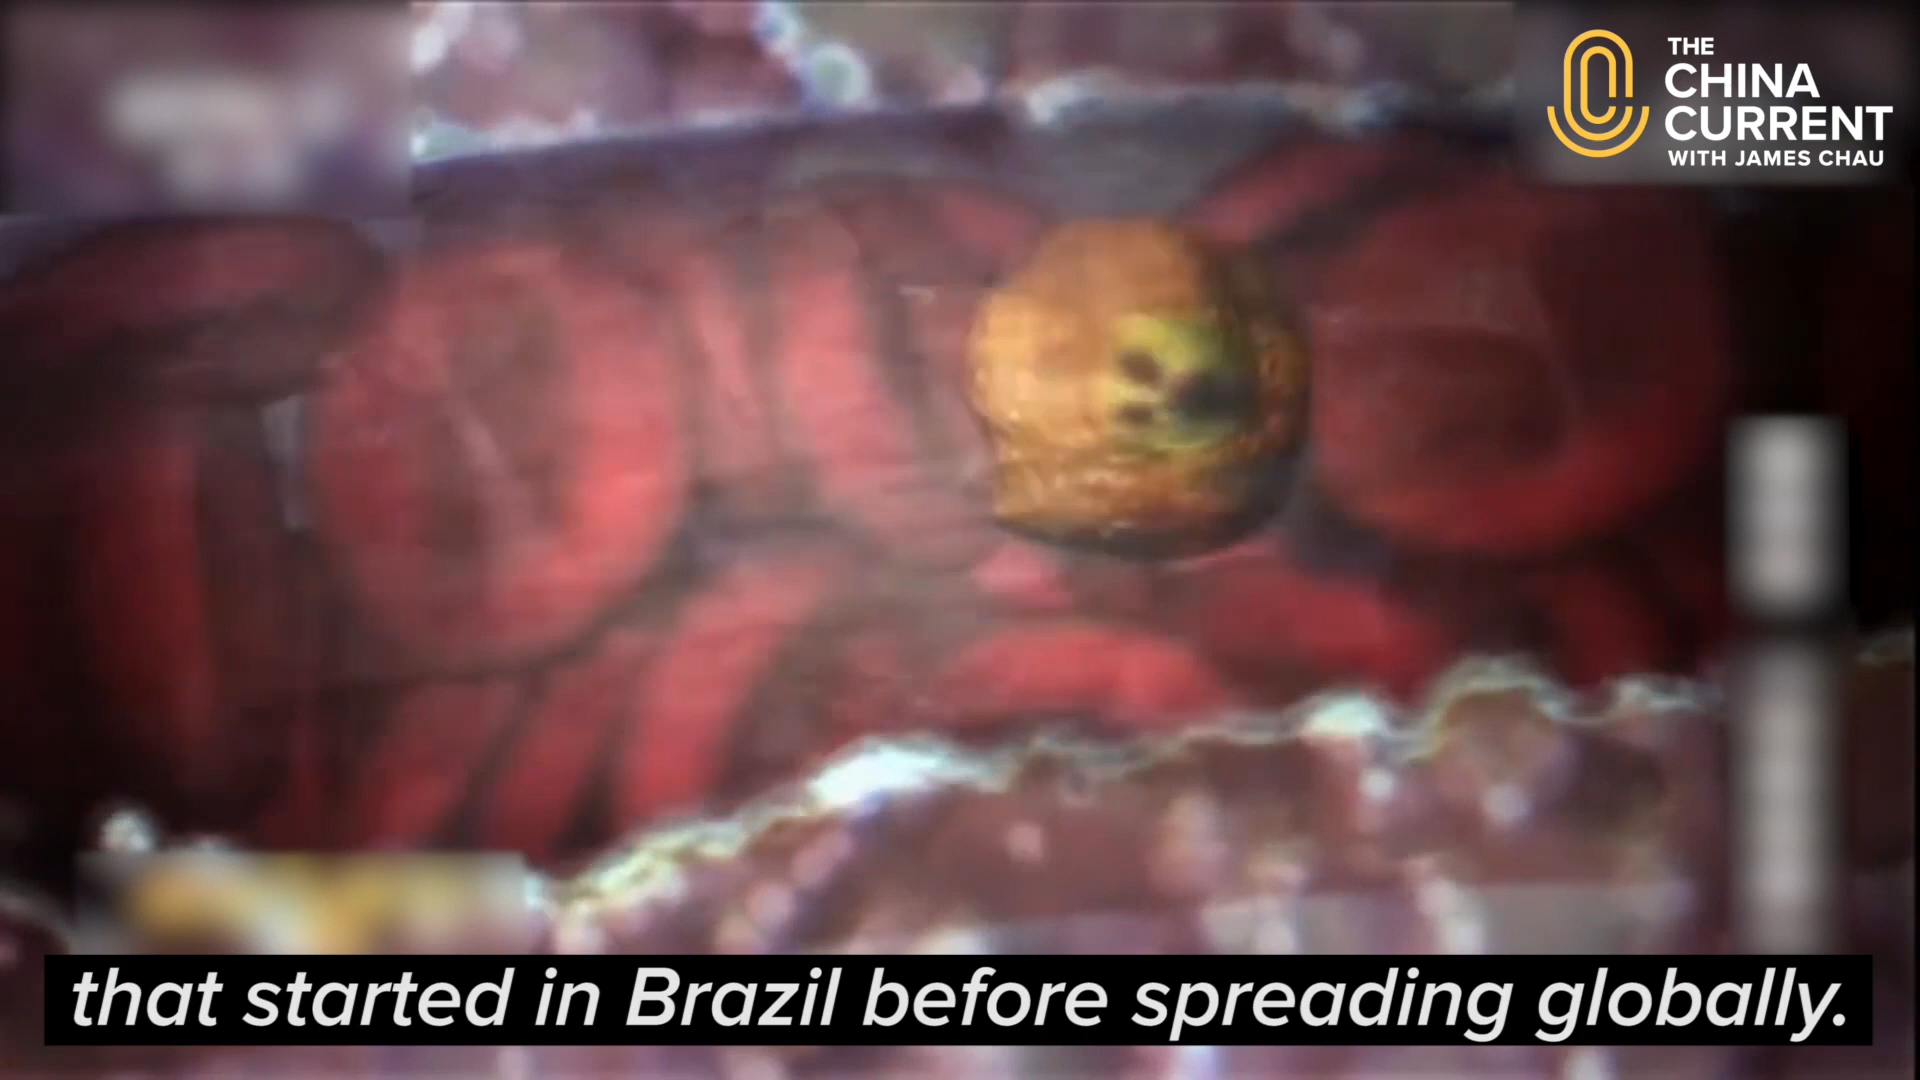 THE
CHINA
CURRENT
WITH JAMES CHAU
that started in Brazil before spreading globally.